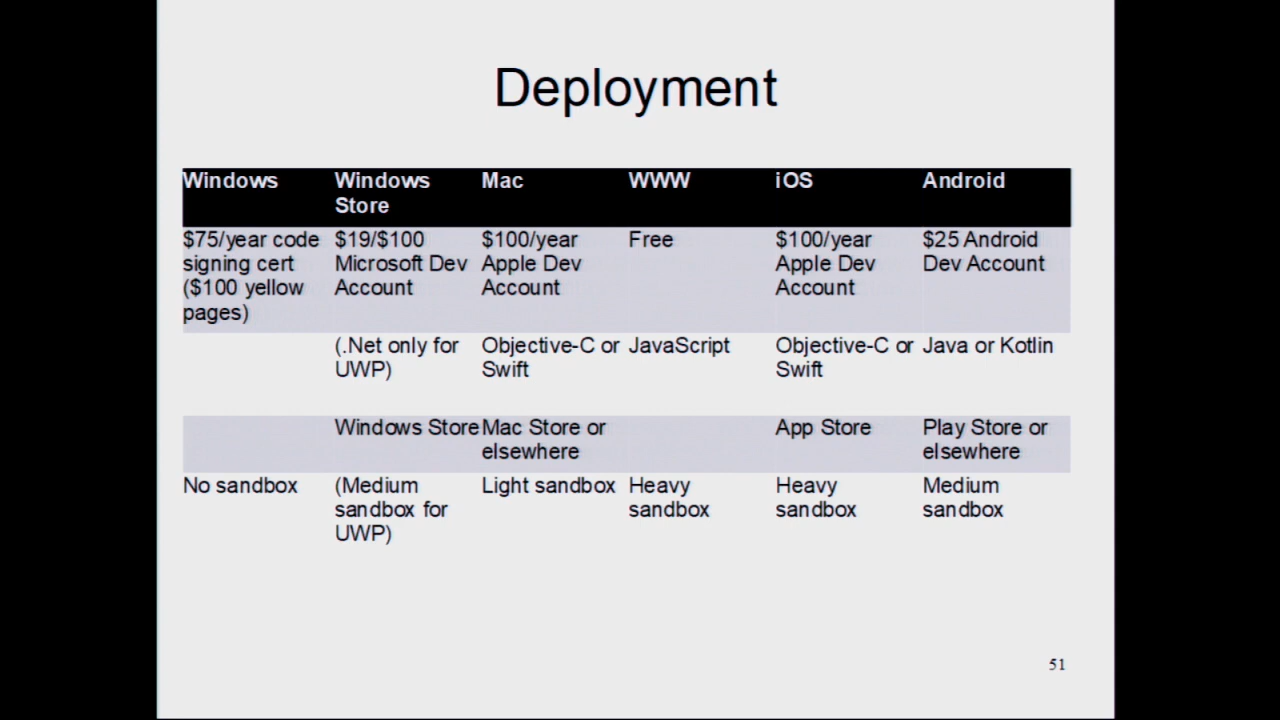 Deployment
Windows
Windows Store
Mac
WWW
iOS
Android
$75/year code signing cert ($100 yellow pages)
$19/$100 Microsoft Dev Account
$100/year Apple Dev Account
Free
$100/year Apple Dev Account
$25 Android Dev Account
(.Net only for UWP)
Objective-C or Swift
JavaScript
Objective-C or Swift
Java or Kotlin
Windows Store
Mac Store or elsewhere
App Store
Play Store or elsewhere
No sandbox
(Medium sandbox for UWP)
Light sandbox
Heavy sandbox
Heavy sandbox
Medium sandbox
51